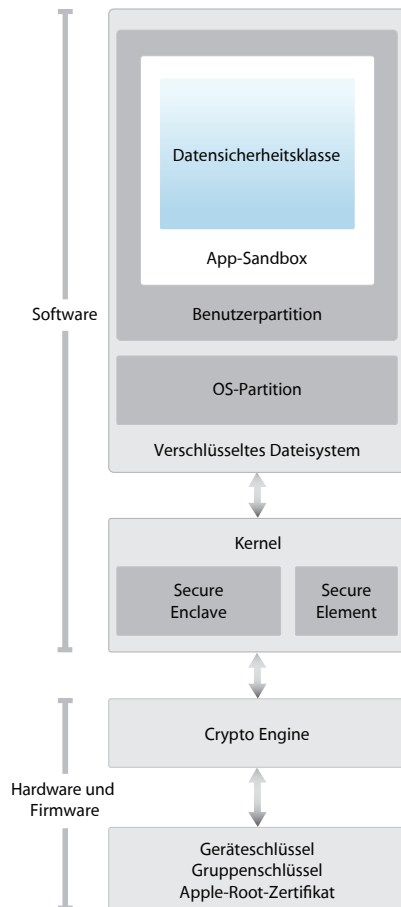 Datensicherheitsklasse
App-Sandbox
Benutzerpartition
Software
OS-Partition
Verschlüsseltes Dateisystem
Kernel
Secure
Enclave
Secure
Element
Crypto Engine
Hardware und
Firmware
Geräteschlüssel
Gruppenschlüssel
Apple-Root-Zertifikat